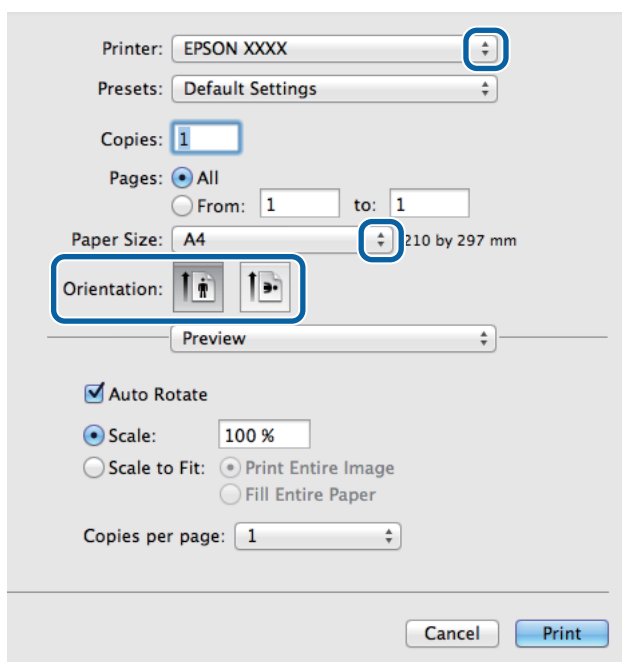 Printer: EPSON XXXX
Presets: Default Settings
Copies: 1
Pages: All
From: 1 to: 1
Paper Size: A4 210 by 297 mm
Orientation:
Preview
Auto Rotate
Scale: 100 %
Scale to Fit: Print Entire Image
Fill Entire Paper
Copies per page: 1
Cancel Print